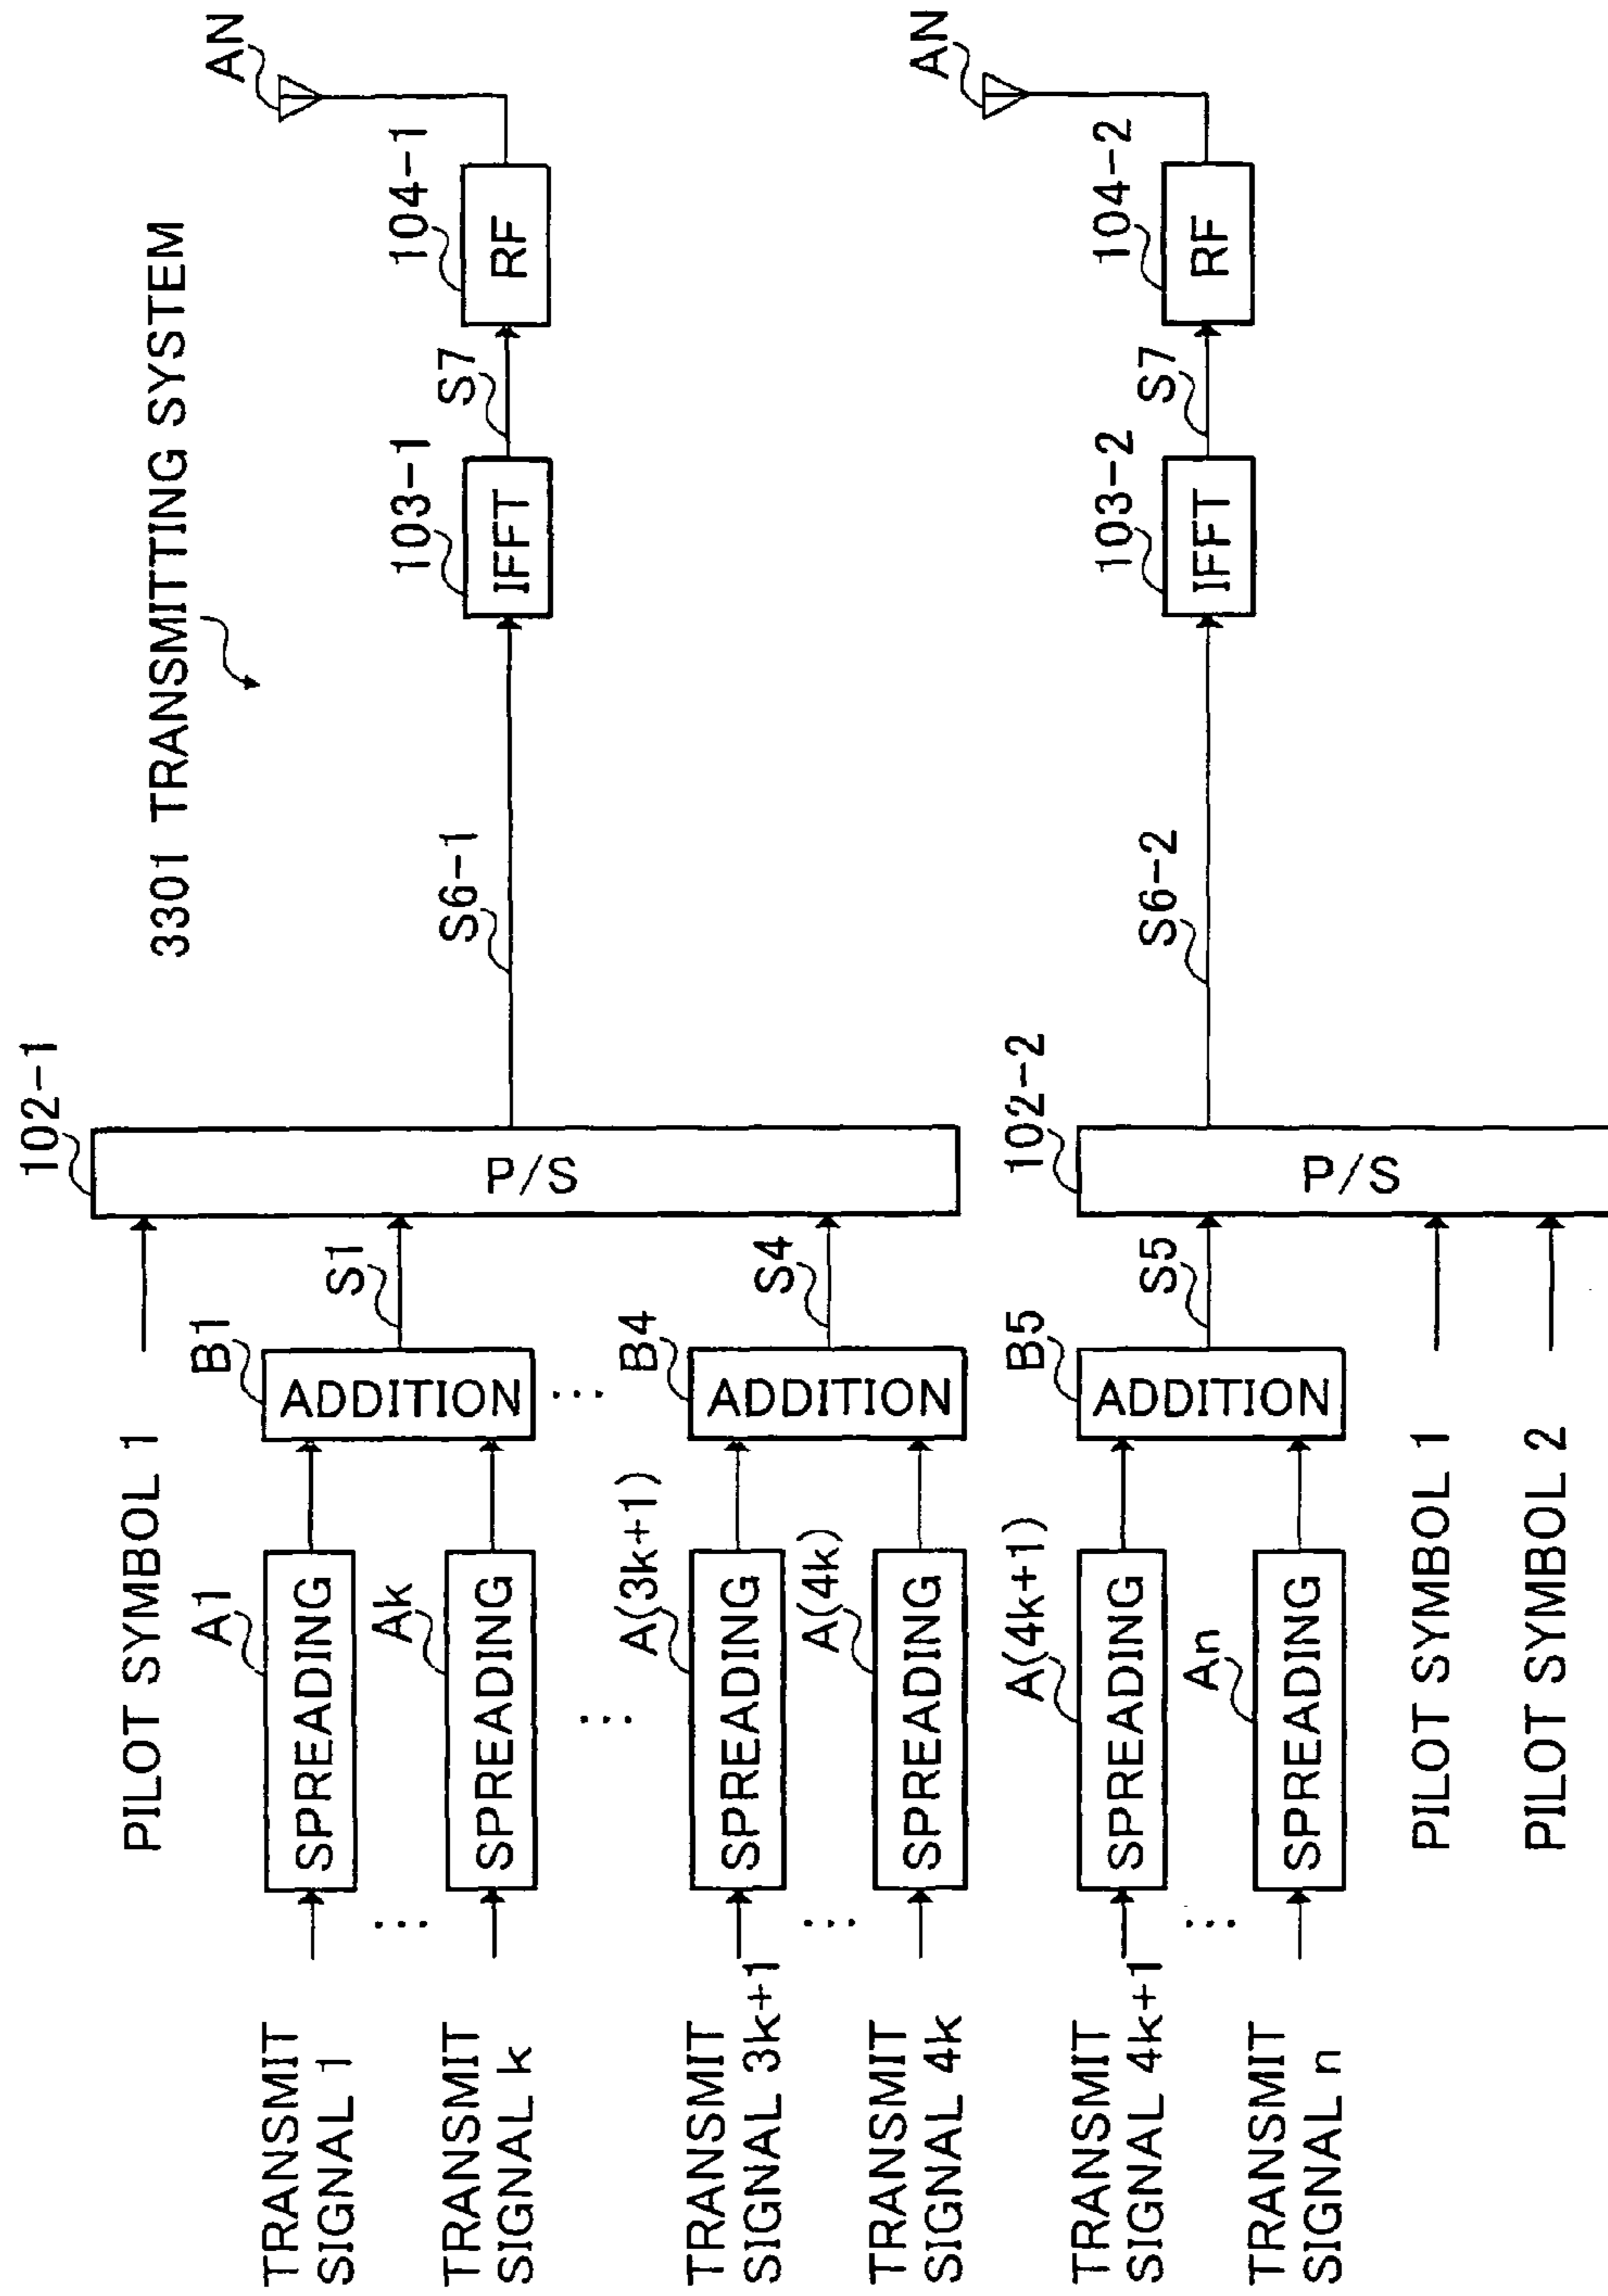 3301 TRANSMITTING SYSTEM
102-1
AN
PILOT SYMBOL 1
104-1
103-1
B1
A1
S1
S6-1
S7
TRANSMIT
SIGNAL 1
SPREADING
ADDITION
P/S
IFFT
RF
Ak
TRANSMIT
SIGNAL k
SPREADING
...
...
...
B4
A(3k+1)
S4
TRANSMIT
SIGNAL 3k+1
SPREADING
ADDITION
...
A(4k)
TRANSMIT
SIGNAL 4k
SPREADING
102-2
AN
104-2
103-2
B5
A(4k+1)
S5
S6-2
S7
TRANSMIT
SIGNAL 4k+1
SPREADING
ADDITION
P/S
IFFT
RF
...
An
TRANSMIT
SIGNAL n
SPREADING
PILOT SYMBOL 1
PILOT SYMBOL 2